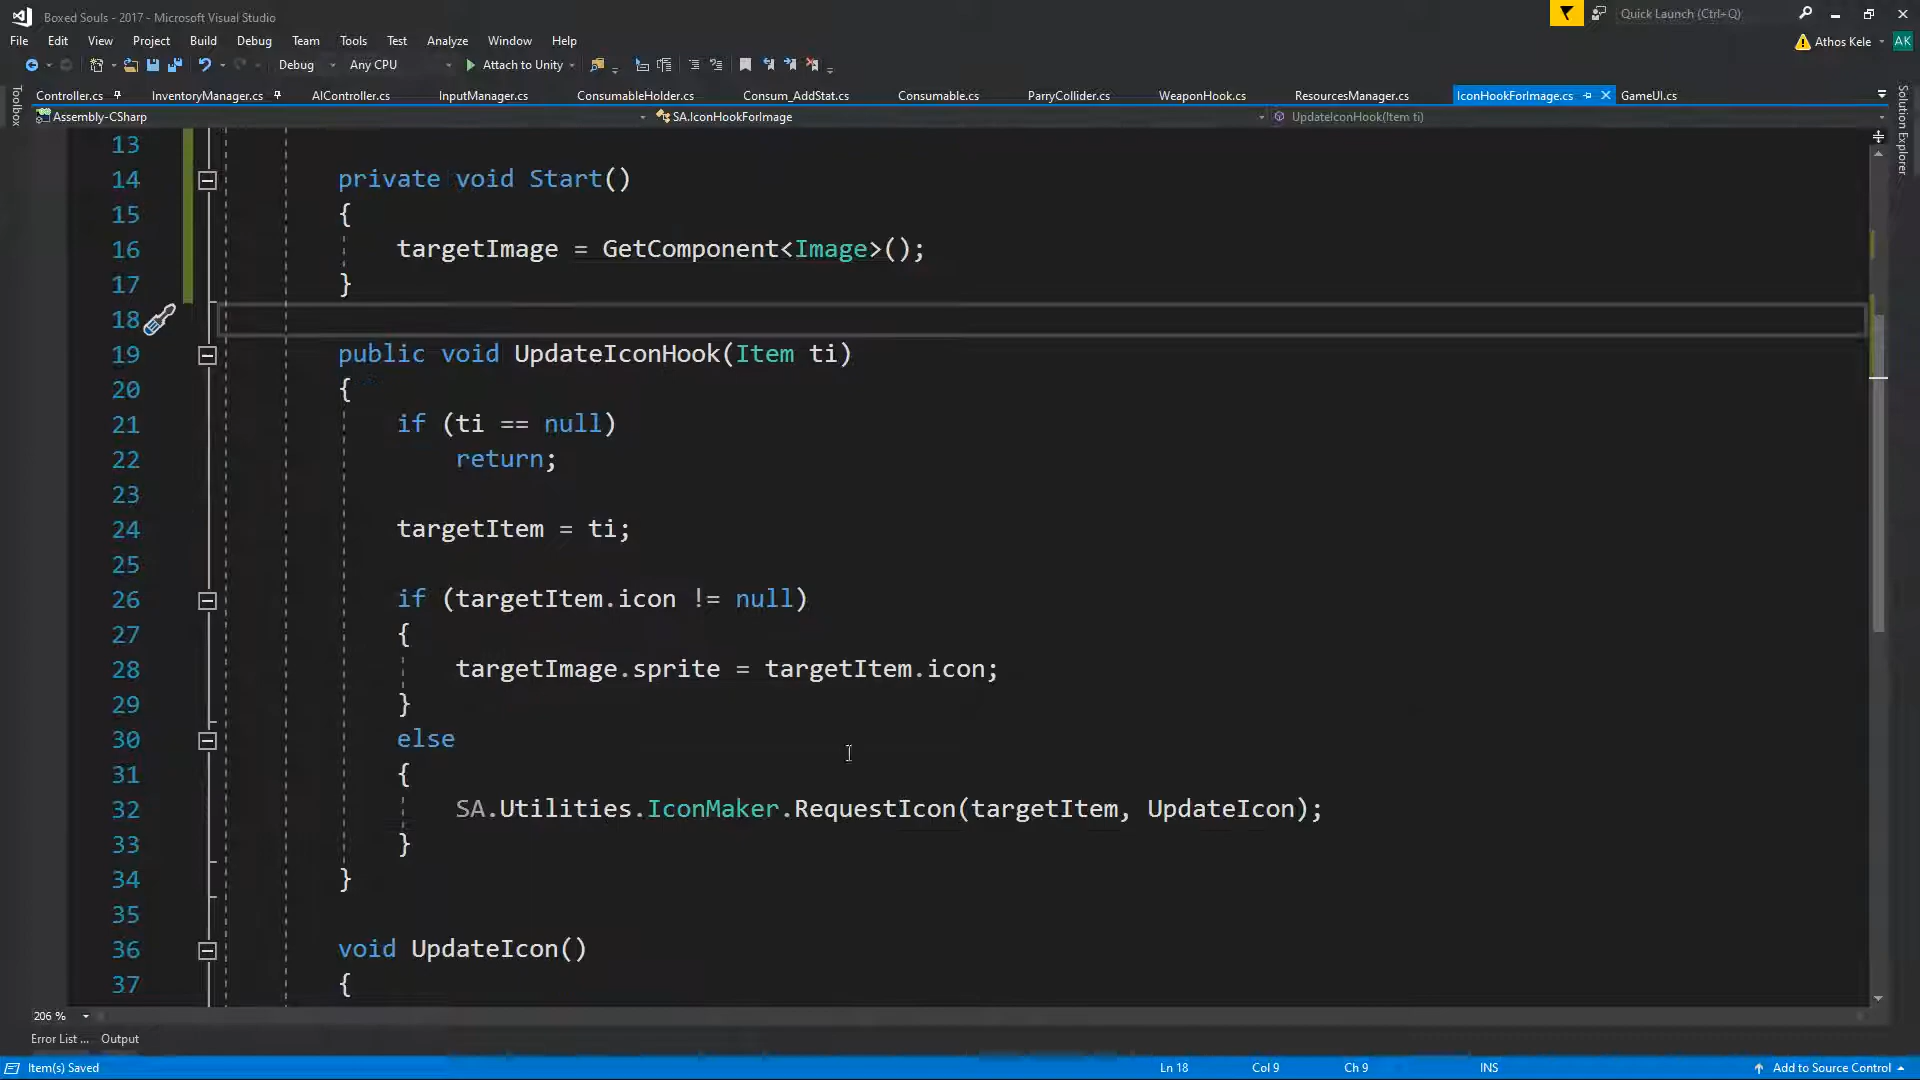 Boxed Souls - 2017 - Microsoft Visual Studio
Quick Launch (Ctrl+Q)
File Edit View Project Build Debug Team Tools Test Analyze Window Help
Athos Kele AK
Debug Any CPU Attach to Unity
Toolbox
Solution Explorer
Controller.cs InventoryManager.cs AIController.cs InputManager.cs ConsumableHolder.cs Consum_AddStat.cs Consumable.cs ParryCollider.cs WeaponHook.cs ResourcesManager.cs IconHookForImage.cs GameUI.cs
Assembly-CSharp SA.IconHookForImage UpdateIconHook(Item ti)
13
14 private void Start()
15 {
16 targetImage = GetComponent<Image>();
17 }
18
19 public void UpdateIconHook(Item ti)
20 {
21 if (ti == null)
22 return;
23
24 targetItem = ti;
25
26 if (targetItem.icon != null)
27 {
28 targetImage.sprite = targetItem.icon;
29 }
30 else
31 {
32 SA.Utilities.IconMaker.RequestIcon(targetItem, UpdateIcon);
33 }
34 }
35
36 void UpdateIcon()
37 {
206 %
Error List ... Output
Item(s) Saved Ln 18 Col 9 Ch 9 INS Add to Source Control